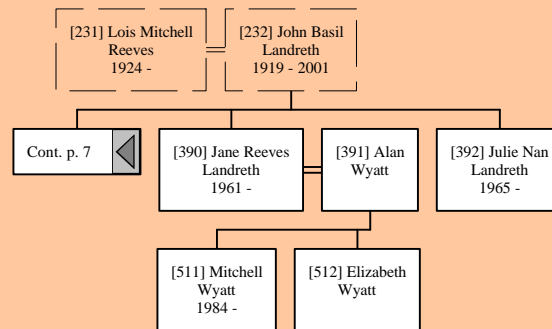 [231] Lois Mitchell
Reeves
1924 -
[232] John Basil
Landreth
1919 - 2001
Cont. p. 7
[390] Jane Reeves
Landreth
1961 -
[391] Alan
Wyatt
[392] Julie Nan
Landreth
1965 -
[511] Mitchell
Wyatt
1984 -
[512] Elizabeth
Wyatt